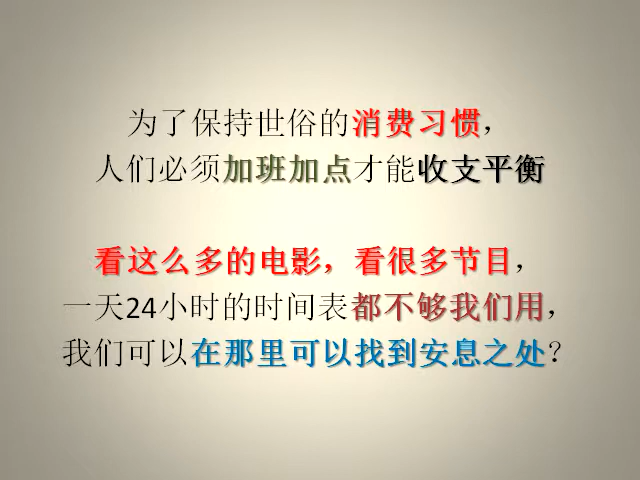 为了保持世俗的消费习惯，
人们必须加班加点才能收支平衡
看这么多的电影，看很多节目，
一天24小时的时间表都不够我们用，
我们可以在那里可以找到安息之处？